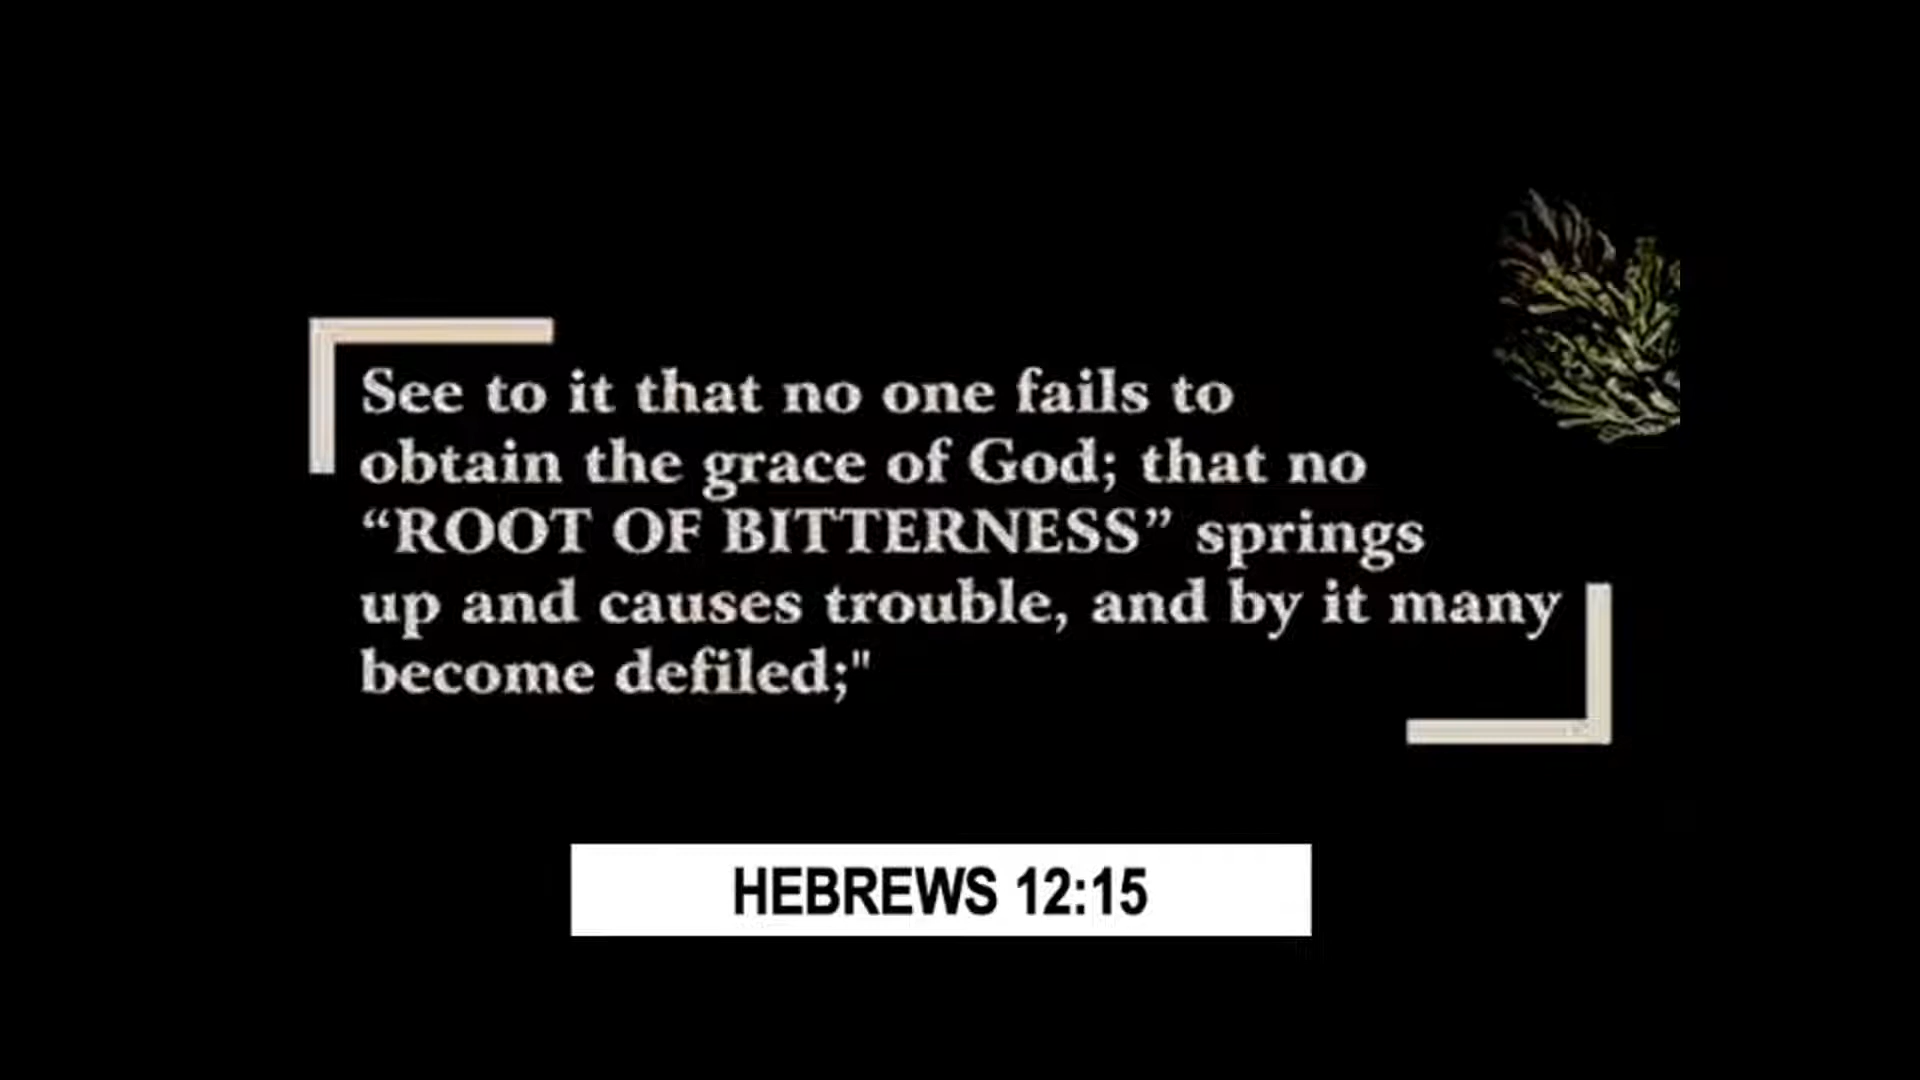 See to it that no one fails to
obtain the grace of God; that no
“ROOT OF BITTERNESS” springs
up and causes trouble, and by it many
become defiled;"
HEBREWS 12:15